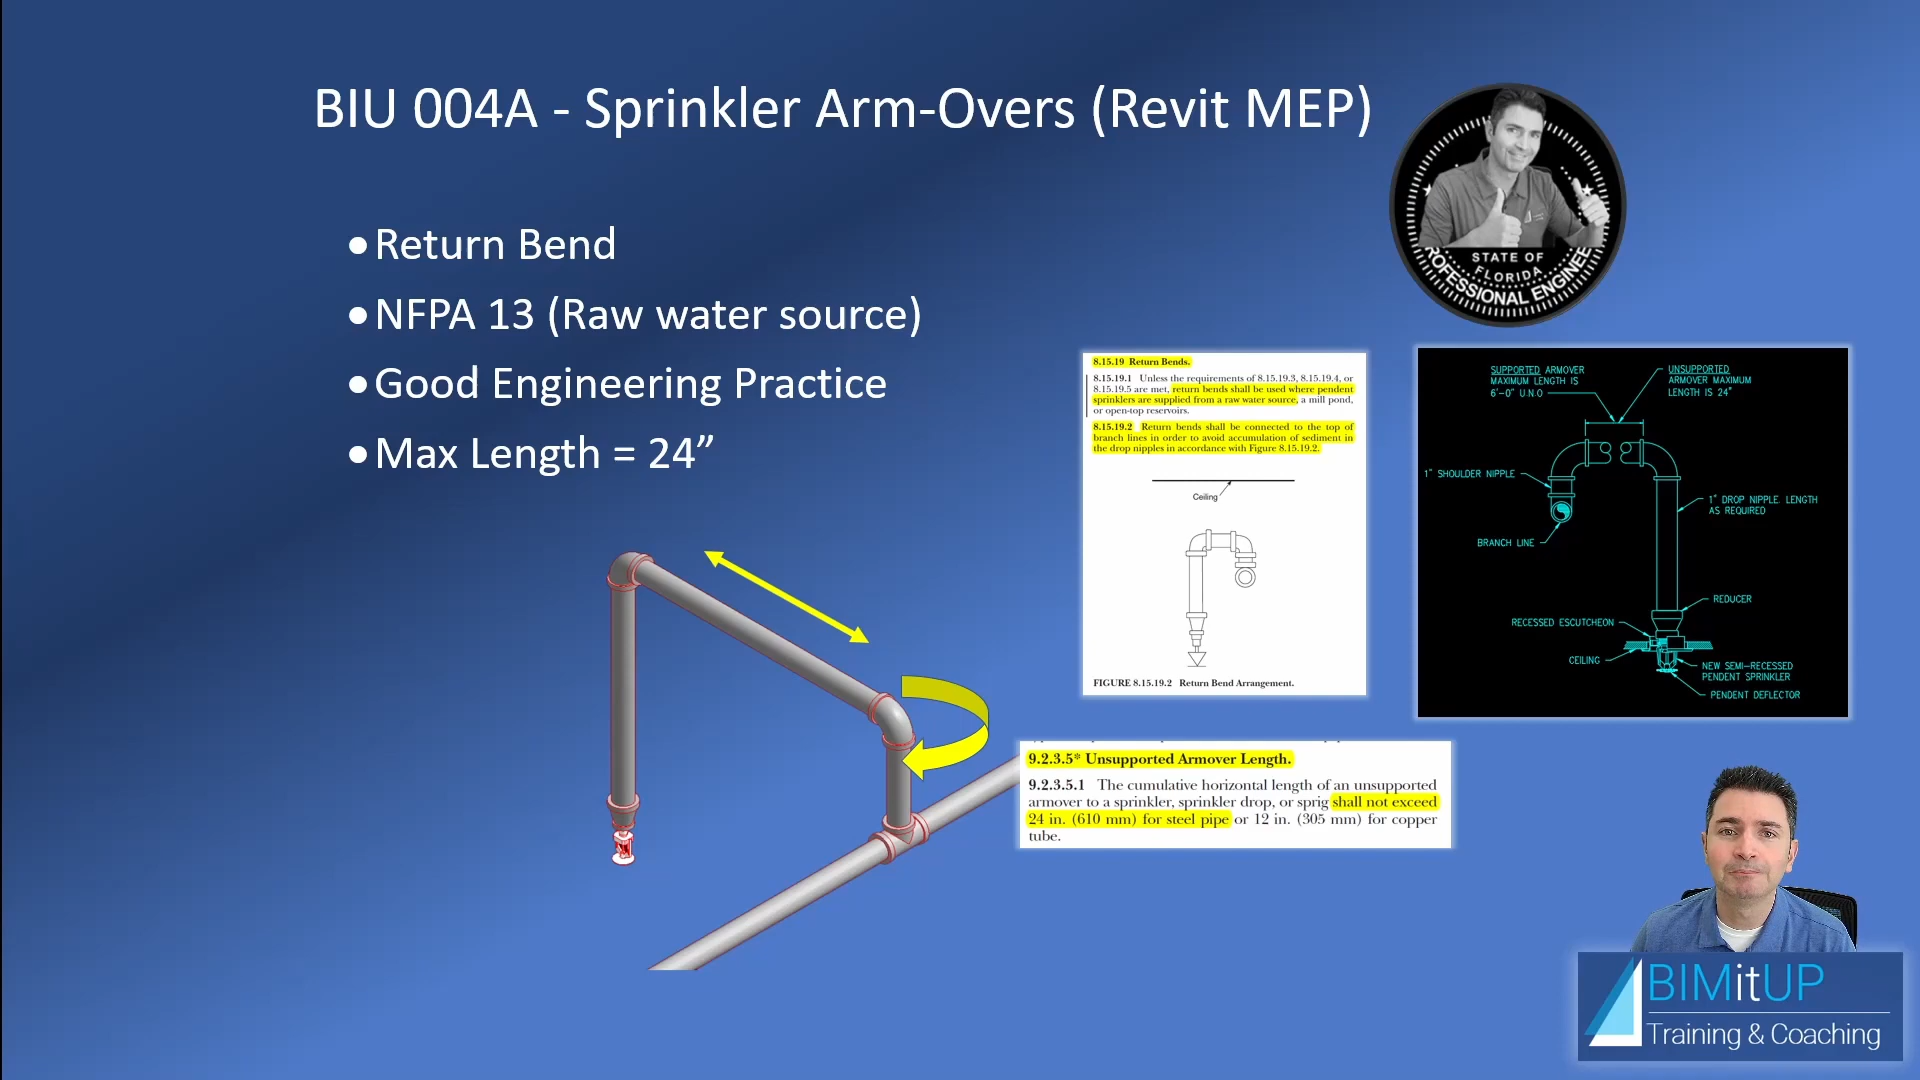 BIU 004A - Sprinkler Arm-Overs (Revit MEP)
•Return Bend
•NFPA 13 (Raw water source)
•Good Engineering Practice
•Max Length = 24”
STATE OF
FLORIDA
PROFESSIONAL ENGINEER
8.15.19 Return Bends.
8.15.19.1 Unless the requirements of 8.15.19.3, 8.15.19.4, or
8.15.19.5 are met, return bends shall be used where pendent
sprinklers are supplied from a raw water source, a mill pond,
or open-top reservoirs.
8.15.19.2 Return bends shall be connected to the top of
branch lines in order to avoid accumulation of sediment in
the drop nipples in accordance with Figure 8.15.19.2.
Ceiling
FIGURE 8.15.19.2 Return Bend Arrangement.
SUPPORTED ARMOVER
MAXIMUM LENGTH IS
6'-0" U.N.O
UNSUPPORTED
ARMOVER MAXIMUM
LENGTH IS 24"
1" SHOULDER NIPPLE
1" DROP NIPPLE. LENGTH
AS REQUIRED
BRANCH LINE
REDUCER
RECESSED ESCUTCHEON
CEILING
NEW SEMI-RECESSED
PENDENT SPRINKLER
PENDENT DEFLECTOR
9.2.3.5* Unsupported Armover Length.
9.2.3.5.1 The cumulative horizontal length of an unsupported
armover to a sprinkler, sprinkler drop, or sprig shall not exceed
24 in. (610 mm) for steel pipe or 12 in. (305 mm) for copper
tube.
BIMitUP
Training & Coaching